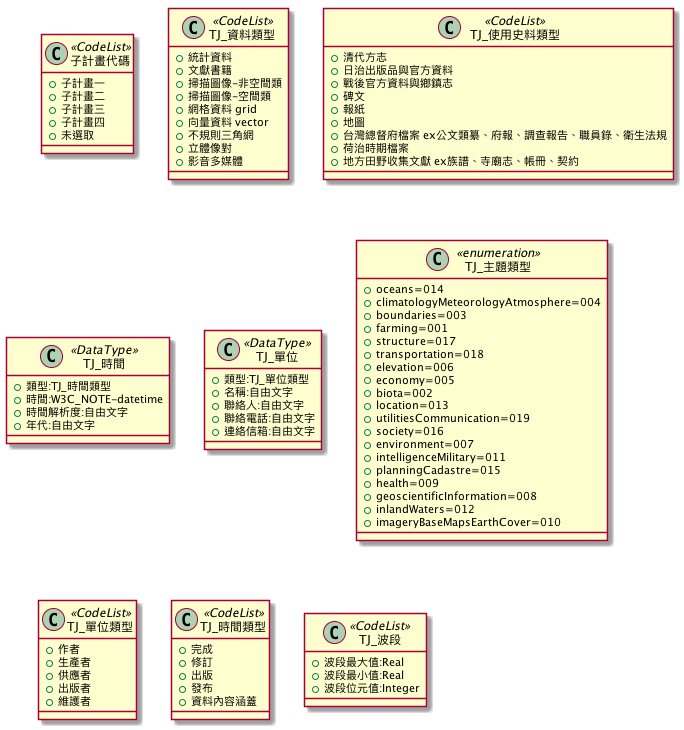 C
«CodeList»
子計畫代碼
子計畫一
子計畫二
子計畫三
子計畫四
未選取
C
«CodeList»
TJ_資料類型
統計資料
文獻書籍
掃描圖像-非空間類
掃描圖像-空間類
網格資料 grid
向量資料 vector
不規則三角網
立體像對
影音多媒體
C
«CodeList»
TJ_使用史料類型
清代方志
日治出版品與官方資料
戰後官方資料與鄉鎮志
碑文
報紙
地圖
台灣總督府檔案 ex公文類纂、府報、調查報告、職員錄、衛生法規
荷治時期檔案
地方田野收集文獻 ex族譜、寺廟志、帳冊、契約
C
«DataType»
TJ_時間
類型:TJ_時間類型
時間:W3C_NOTE-datetime
時間解析度:自由文字
年代:自由文字
C
«DataType»
TJ_單位
類型:TJ_單位類型
名稱:自由文字
聯絡人:自由文字
聯絡電話:自由文字
連絡信箱:自由文字
C
«enumeration»
TJ_主題類型
oceans=014
climatologyMeteorologyAtmosphere=004
boundaries=003
farming=001
structure=017
transportation=018
elevation=006
economy=005
biota=002
location=013
utilitiesCommunication=019
society=016
environment=007
intelligenceMilitary=011
planningCadastre=015
health=009
geoscientificInformation=008
inlandWaters=012
imageryBaseMapsEarthCover=010
C
«CodeList»
TJ_單位類型
作者
生產者
供應者
出版者
維護者
C
«CodeList»
TJ_時間類型
完成
修訂
出版
發布
資料內容涵蓋
C
«CodeList»
TJ_波段
波段最大值:Real
波段最小值:Real
波段位元值:Integer